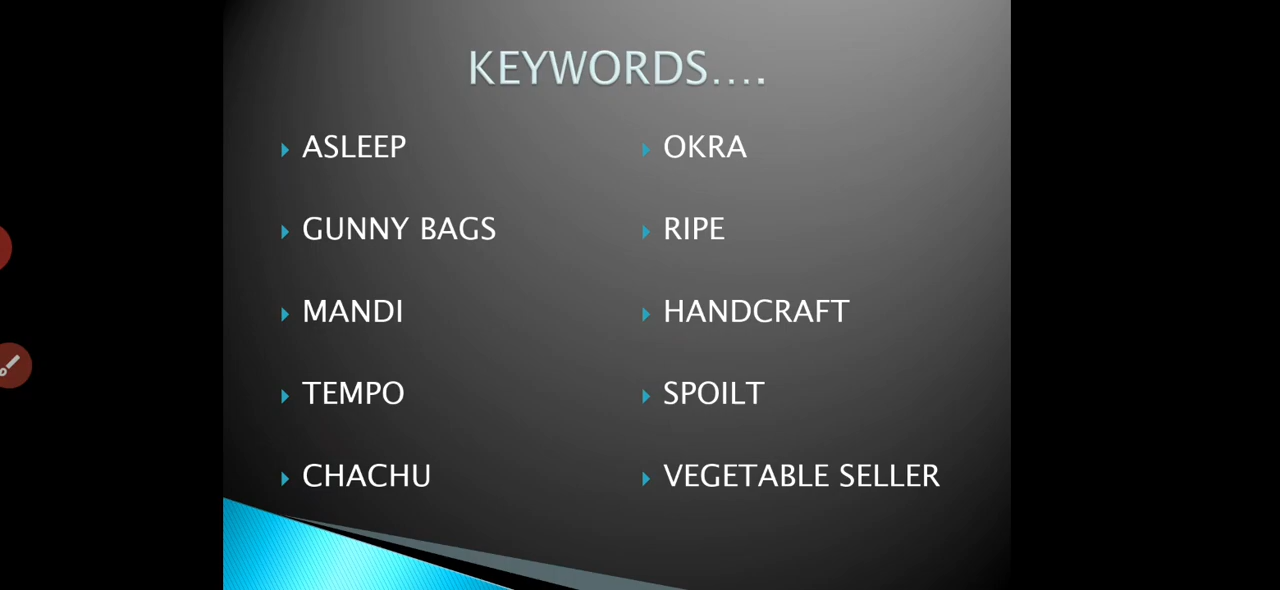 KEYWORDS....
ASLEEP
GUNNY BAGS
MANDI
TEMPO
CHACHU
OKRA
RIPE
HANDCRAFT
SPOILT
VEGETABLE SELLER